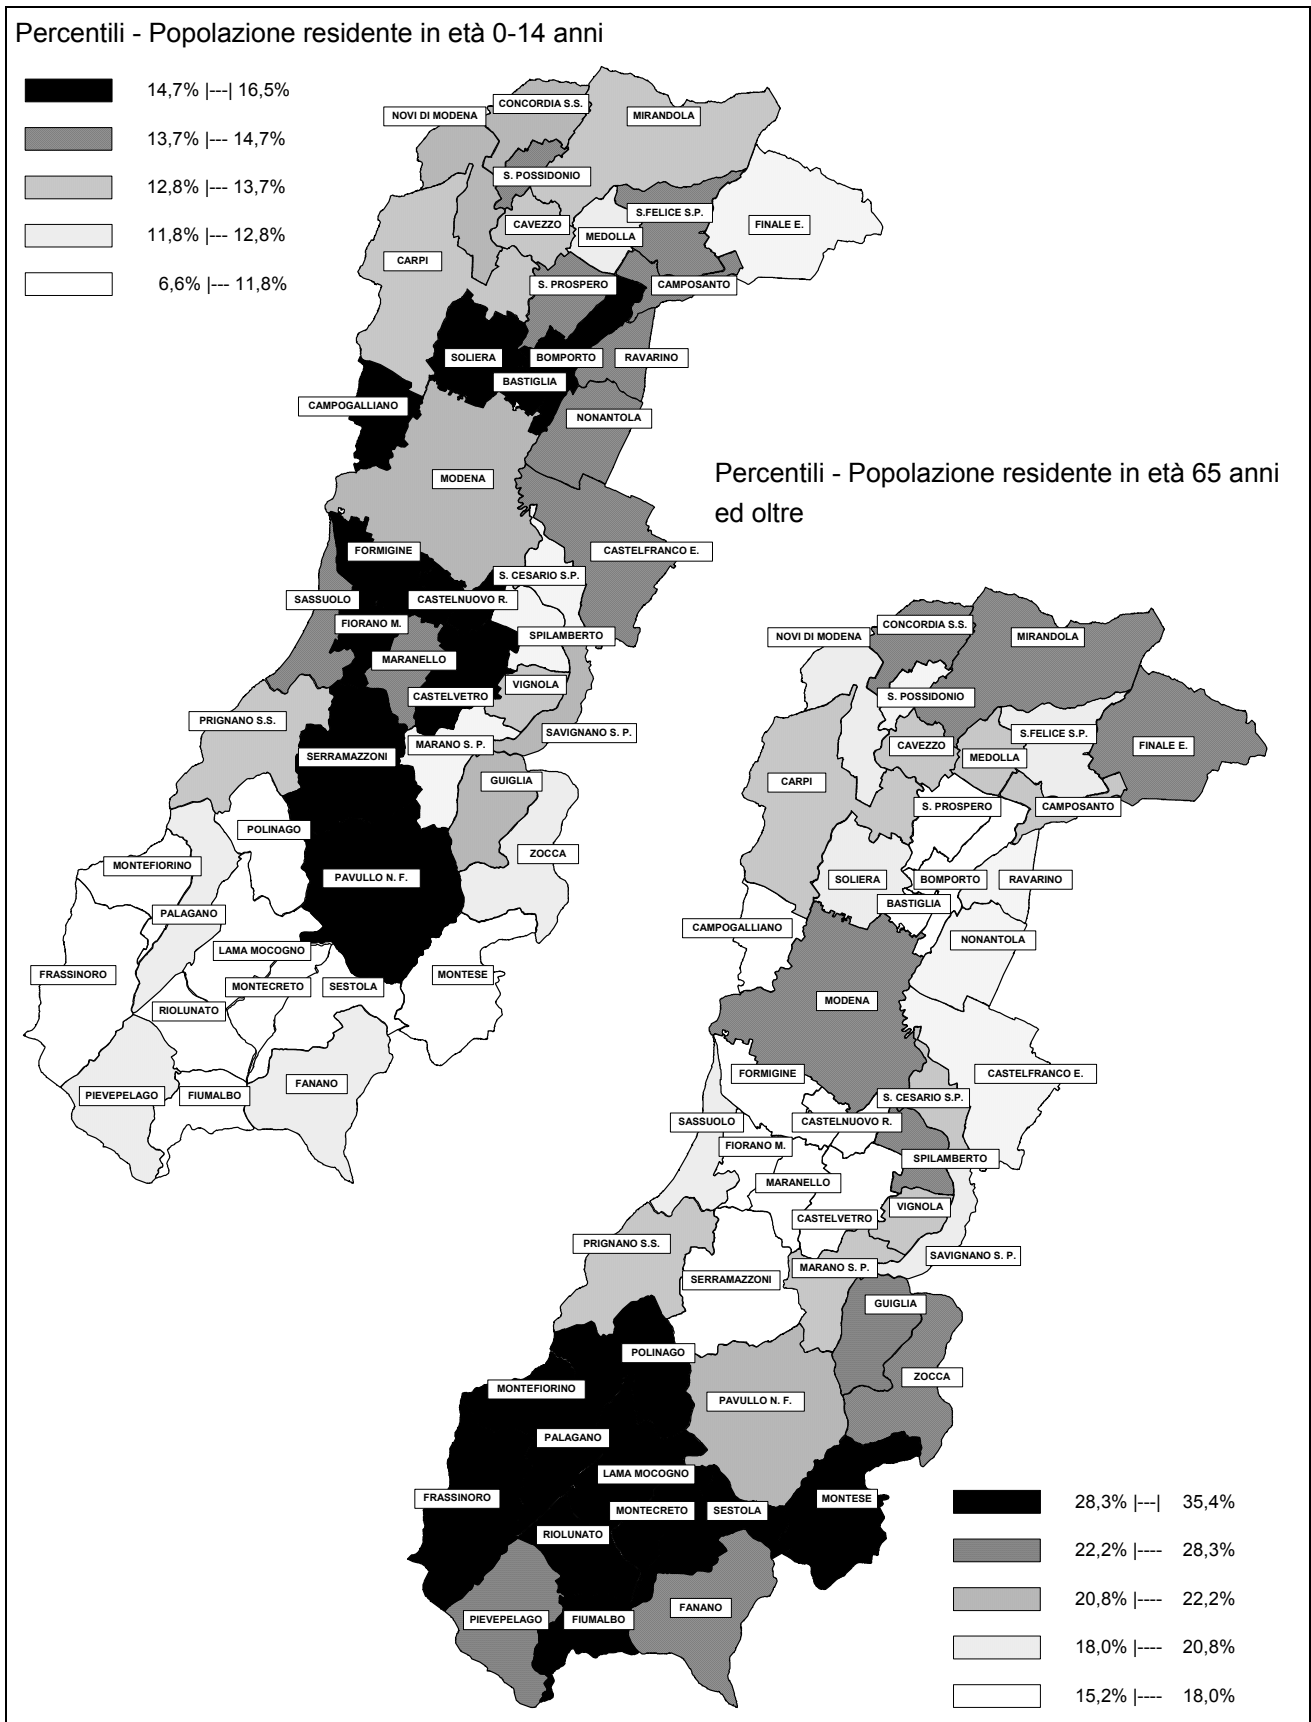 Percentili - Popolazione residente in età 0-14 anni
14,7% |---| 16,5%
13,7% |--- 14,7%
12,8% |--- 13,7%
11,8% |--- 12,8%
6,6% |--- 11,8%
CONCORDIA S.S.
NOVI DI MODENA
MIRANDOLA
S. POSSIDONIO
S.FELICE S.P.
CAVEZZO
FINALE E.
MEDOLLA
CARPI
S. PROSPERO
CAMPOSANTO
SOLIERA
BOMPORTO
RAVARINO
BASTIGLIA
CAMPOGALLIANO
NONANTOLA
MODENA
FORMIGINE
CASTELFRANCO E.
S. CESARIO S.P.
SASSUOLO
CASTELNUOVO R.
FIORANO M.
SPILAMBERTO
MARANELLO
VIGNOLA
CASTELVETRO
PRIGNANO S.S.
SAVIGNANO S. P.
MARANO S. P.
SERRAMAZZONI
GUIGLIA
POLINAGO
ZOCCA
MONTEFIORINO
PAVULLO N. F.
PALAGANO
LAMA MOCOGNO
FRASSINORO
MONTECRETO
SESTOLA
MONTESE
RIOLUNATO
FANANO
PIEVEPELAGO
FIUMALBO
Percentili - Popolazione residente in età 65 anni
ed oltre
CONCORDIA S.S.
NOVI DI MODENA
MIRANDOLA
S. POSSIDONIO
S.FELICE S.P.
CAVEZZO
FINALE E.
MEDOLLA
CARPI
S. PROSPERO
CAMPOSANTO
SOLIERA
BOMPORTO
RAVARINO
BASTIGLIA
CAMPOGALLIANO
NONANTOLA
MODENA
FORMIGINE
CASTELFRANCO E.
S. CESARIO S.P.
SASSUOLO
CASTELNUOVO R.
FIORANO M.
SPILAMBERTO
MARANELLO
VIGNOLA
CASTELVETRO
PRIGNANO S.S.
SAVIGNANO S. P.
MARANO S. P.
SERRAMAZZONI
GUIGLIA
POLINAGO
ZOCCA
MONTEFIORINO
PAVULLO N. F.
PALAGANO
LAMA MOCOGNO
FRASSINORO
MONTECRETO
SESTOLA
MONTESE
RIOLUNATO
FANANO
PIEVEPELAGO
FIUMALBO
28,3% |---| 35,4%
22,2% |---- 28,3%
20,8% |---- 22,2%
18,0% |---- 20,8%
15,2% |---- 18,0%